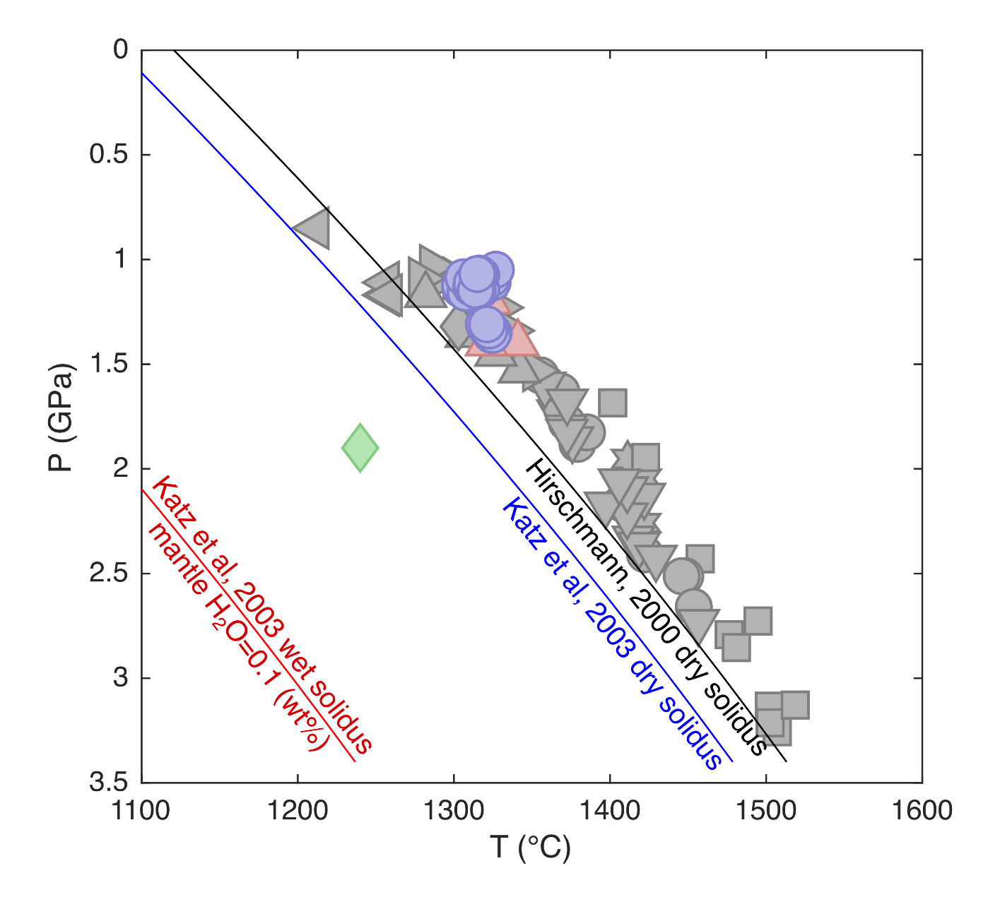 0
0.5
1
1.5
2
2.5
3
3.5
P (GPa)
Hirschmann, 2000 dry solidus
Katz et al, 2003 dry solidus
Katz et al, 2003 wet solidus
mantle H₂O=0.1 (wt%)
1100 1200 1300 1400 1500 1600
T (°C)